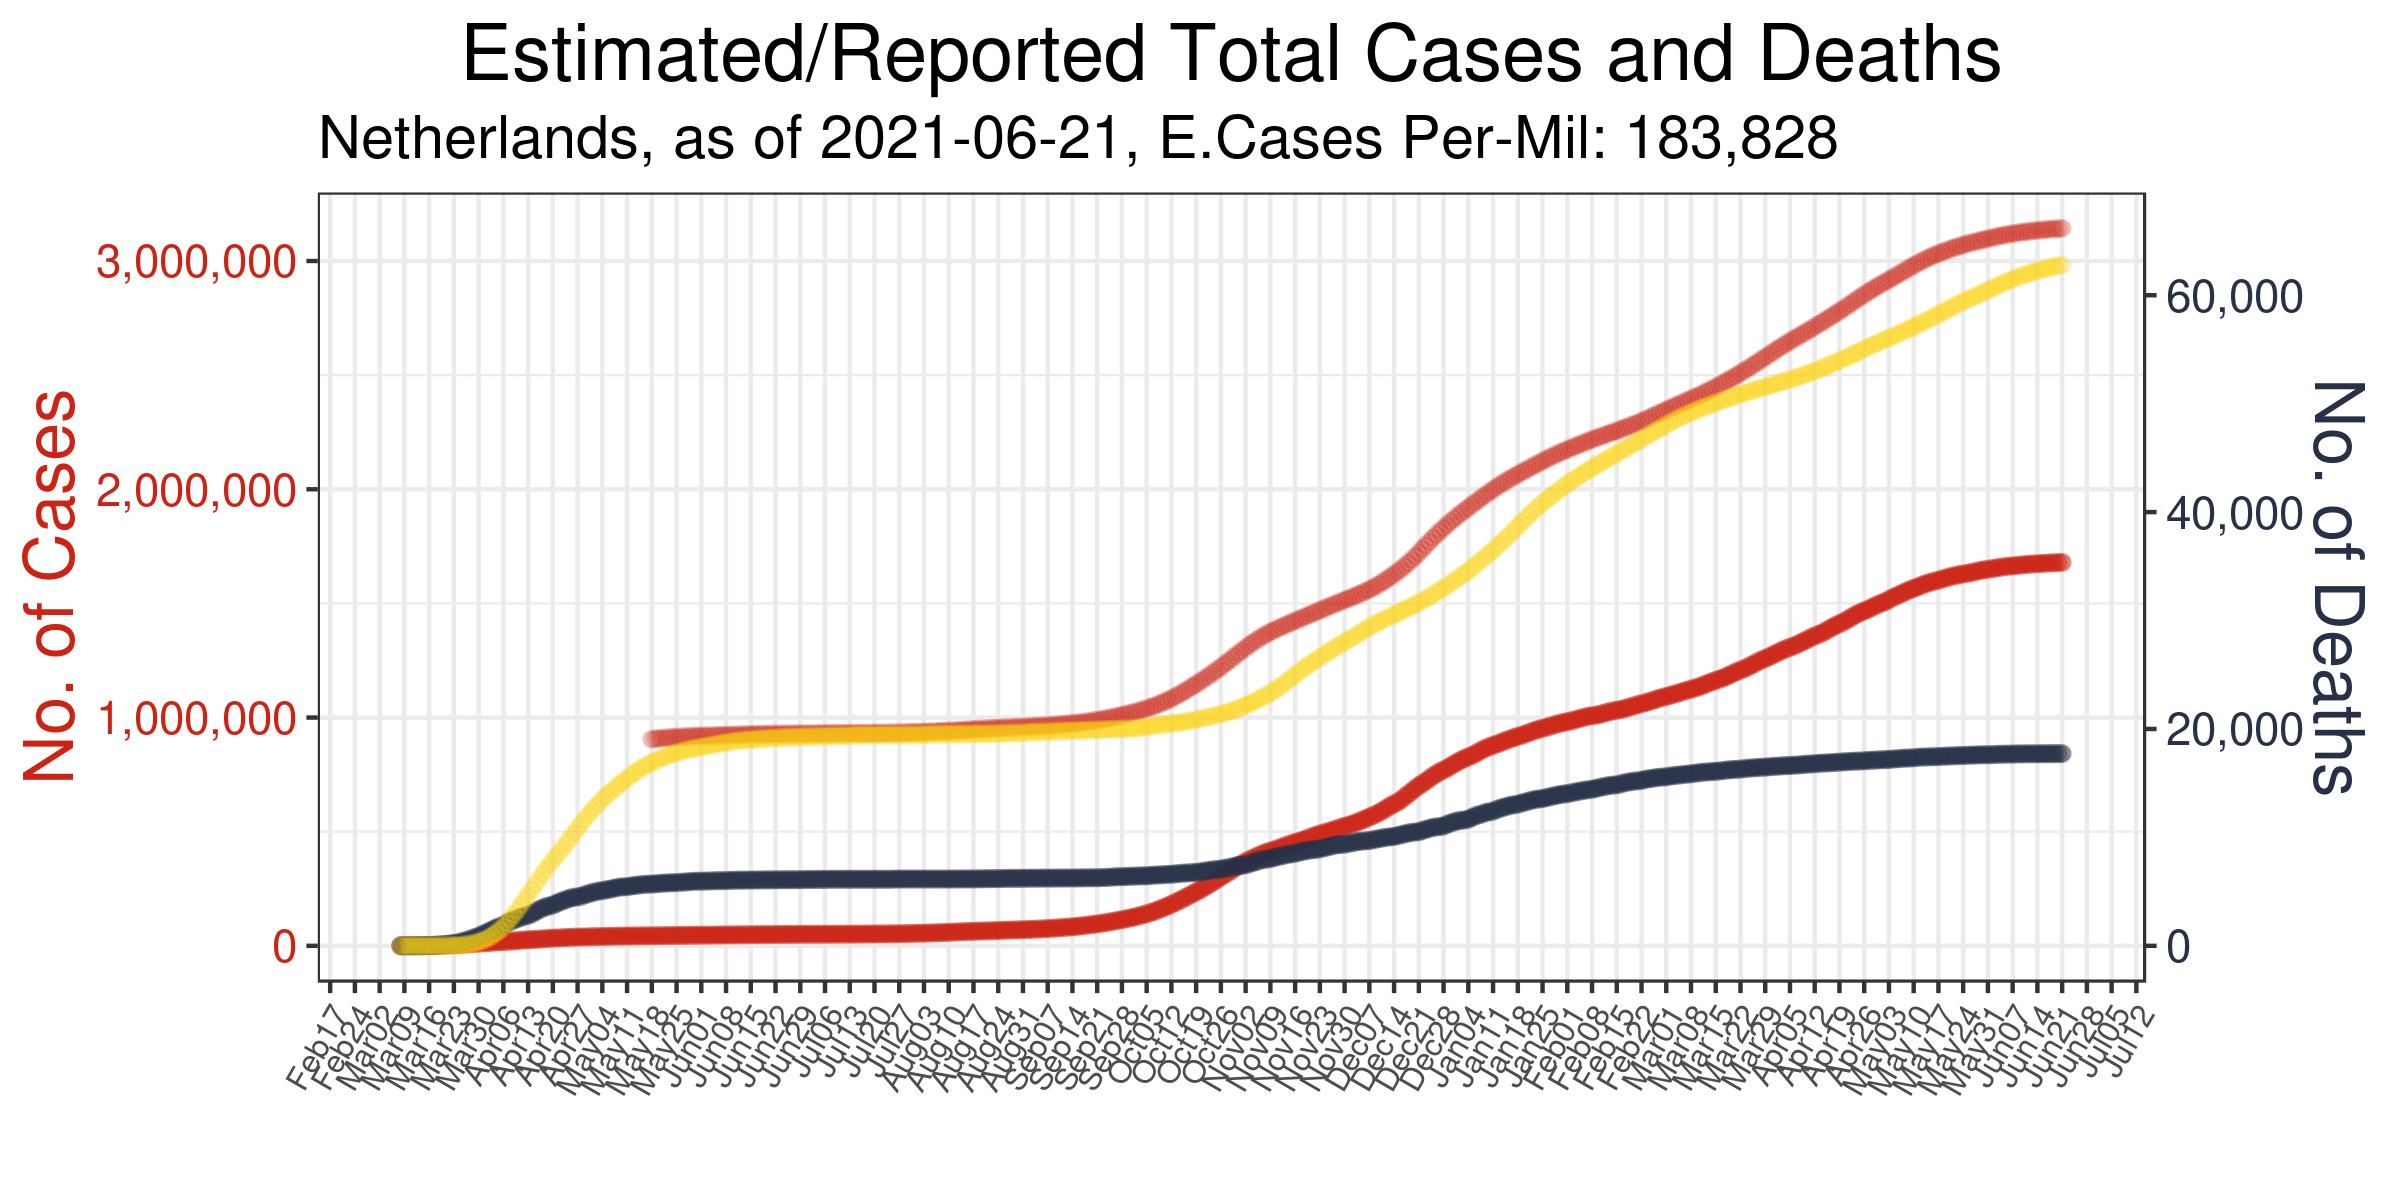 Estimated/Reported Total Cases and Deaths
Netherlands, as of 2021-06-21, E.Cases Per-Mil: 183,828
No. of Cases
3,000,000
2,000,000
1,000,000
0
60,000
40,000
20,000
0
No. of Deaths
Feb17
Feb24
Mar02
Mar09
Mar16
Mar23
Mar30
Apr06
Apr13
Apr20
Apr27
May04
May11
May18
May25
Jun01
Jun08
Jun15
Jun22
Jun29
Jul06
Jul13
Jul20
Jul27
Aug03
Aug10
Aug17
Aug24
Aug31
Sep07
Sep14
Sep21
Sep28
Oct05
Oct12
Oct19
Oct26
Nov02
Nov09
Nov16
Nov23
Nov30
Dec07
Dec14
Dec21
Dec28
Jan04
Jan11
Jan18
Jan25
Feb01
Feb08
Feb15
Feb22
Mar01
Mar08
Mar15
Mar22
Mar29
Apr05
Apr12
Apr19
Apr26
May03
May10
May17
May24
May31
Jun07
Jun14
Jun21
Jun28
Jul05
Jul12